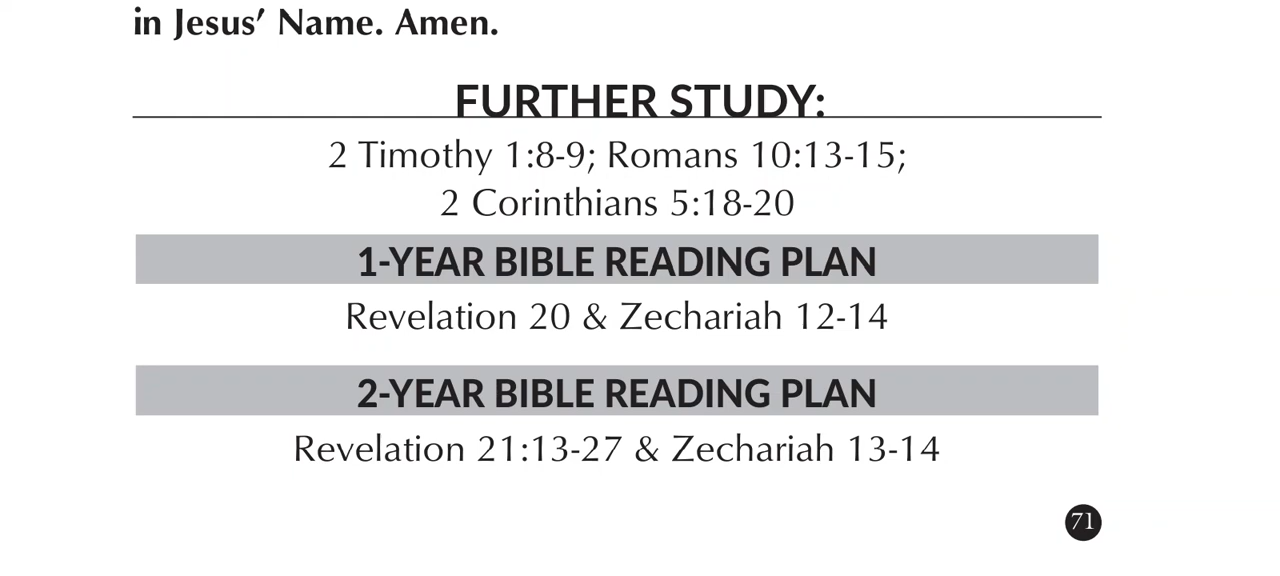 in Jesus’ Name. Amen.
FURTHER STUDY:
2 Timothy 1:8-9; Romans 10:13-15;
2 Corinthians 5:18-20
1-YEAR BIBLE READING PLAN
Revelation 20 & Zechariah 12-14
2-YEAR BIBLE READING PLAN
Revelation 21:13-27 & Zechariah 13-14
71